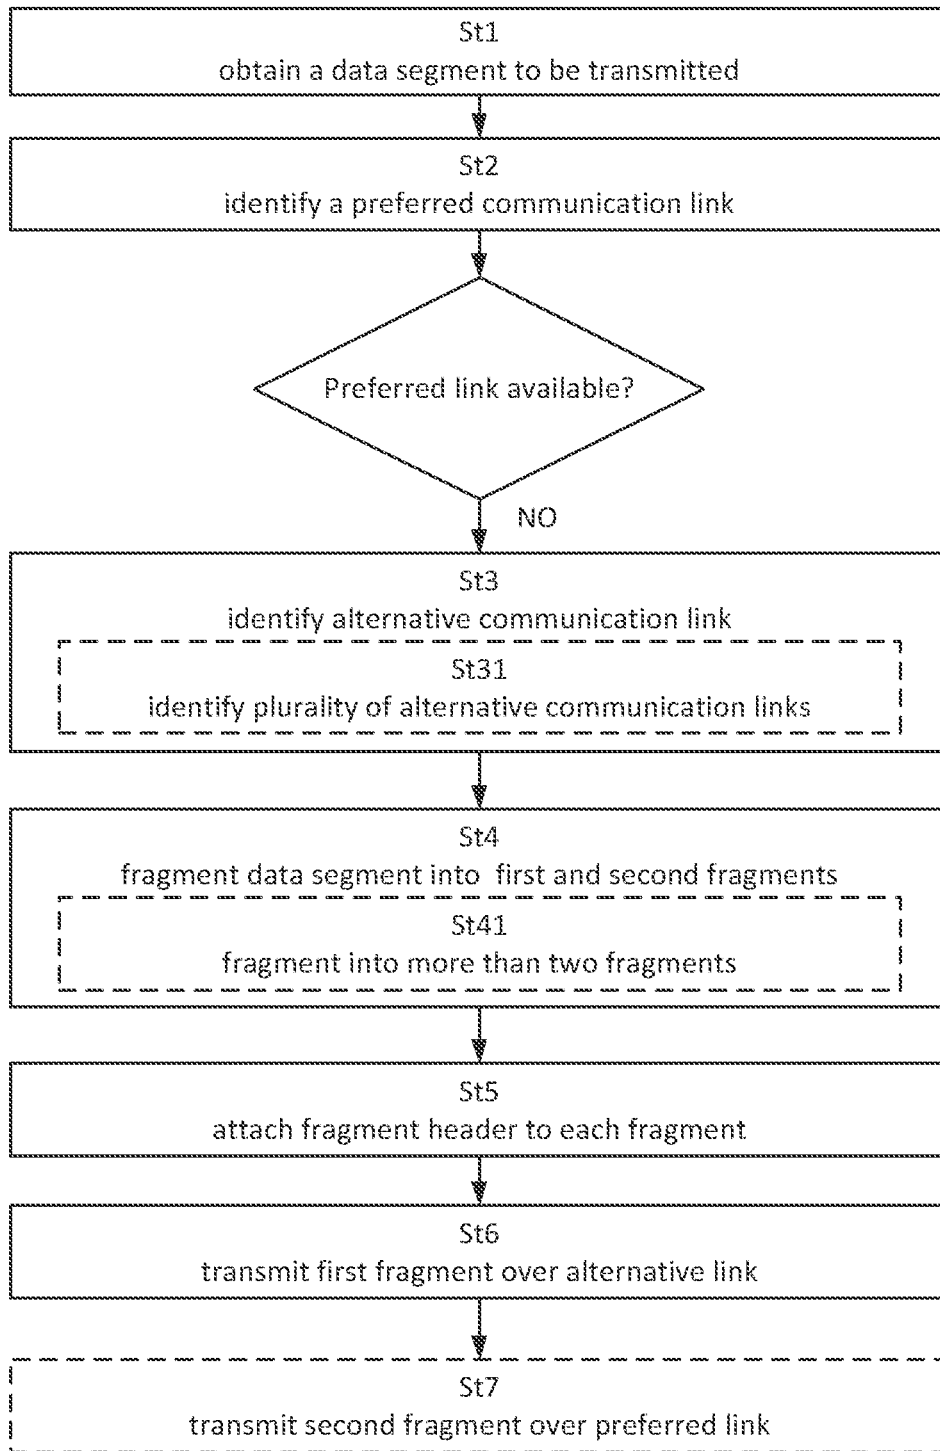 St1
obtain a data segment to be transmitted
St2
identify a preferred communication link
Preferred link available?
NO
St3
identify alternative communication link
St31
identify plurality of alternative communication links
St4
fragment data segment into first and second fragments
St41
fragment into more than two fragments
St5
attach fragment header to each fragment
St6
transmit first fragment over alternative link
St7
transmit second fragment over preferred link